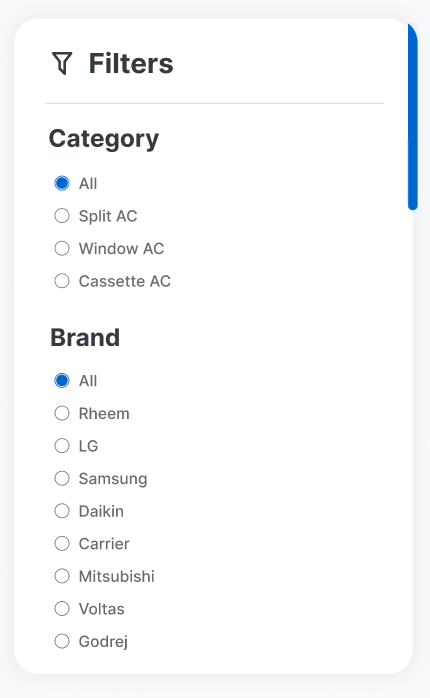 Filters
Category
All
Split AC
Window AC
Cassette AC
Brand
All
Rheem
LG
Samsung
Daikin
Carrier
Mitsubishi
Voltas
Godrej